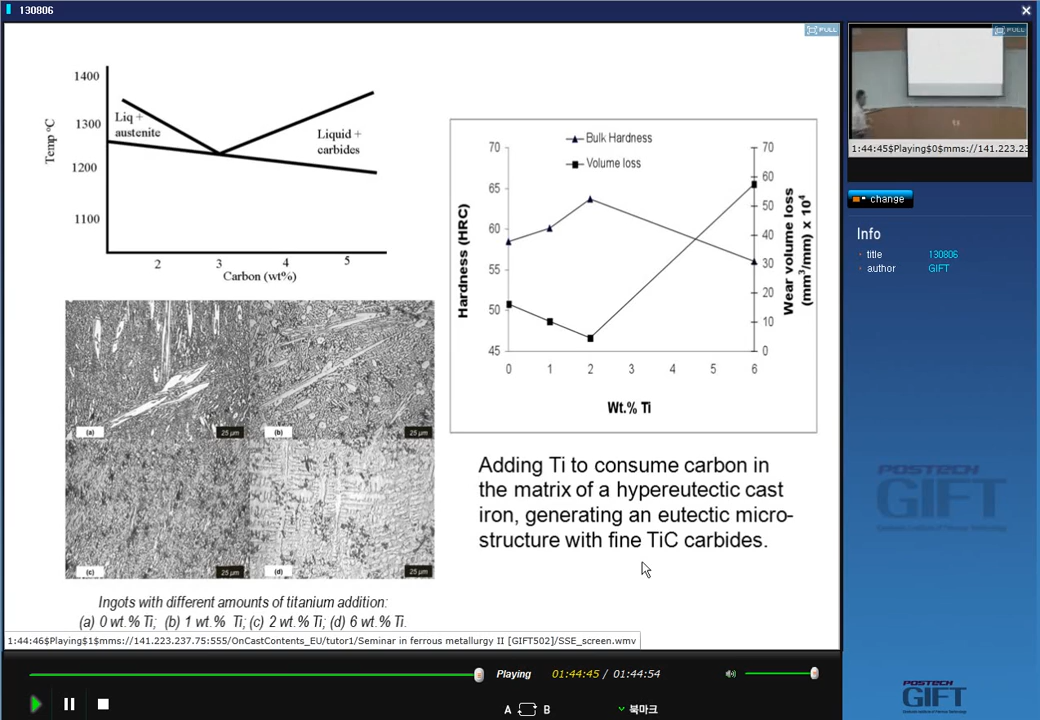 130806
FULL
1400
1300
1200
1100
Temp °C
Liq +
austenite
Liquid +
carbides
2
3
4
5
Carbon (wt%)
Bulk Hardness
Volume loss
70
65
60
55
50
45
Hardness (HRC)
70
60
50
40
30
20
10
0
Wear volume loss
(mm³/mm) x 10⁴
0
1
2
3
4
5
6
Wt.% Ti
(a)
25 µm
(b)
25 µm
(c)
25 µm
(d)
25 µm
Ingots with different amounts of titanium addition:
(a) 0 wt.% Ti; (b) 1 wt.% Ti; (c) 2 wt.% Ti; (d) 6 wt.% Ti.
Adding Ti to consume carbon in
the matrix of a hypereutectic cast
iron, generating an eutectic micro-
structure with fine TiC carbides.
1:44:46$Playing$1$mms://141.223.237.75:555/OnCastContents_EU/tutor1/Seminar in ferrous metallurgy II [GIFT502]/SSE_screen.wmv
FULL
1:44:45$Playing$0$mms://141.223.23
change
Info
title 130806
author GIFT
POSTECH
GIFT
Playing 01:44:45 / 01:44:54
A B
북마크
POSTECH
GIFT